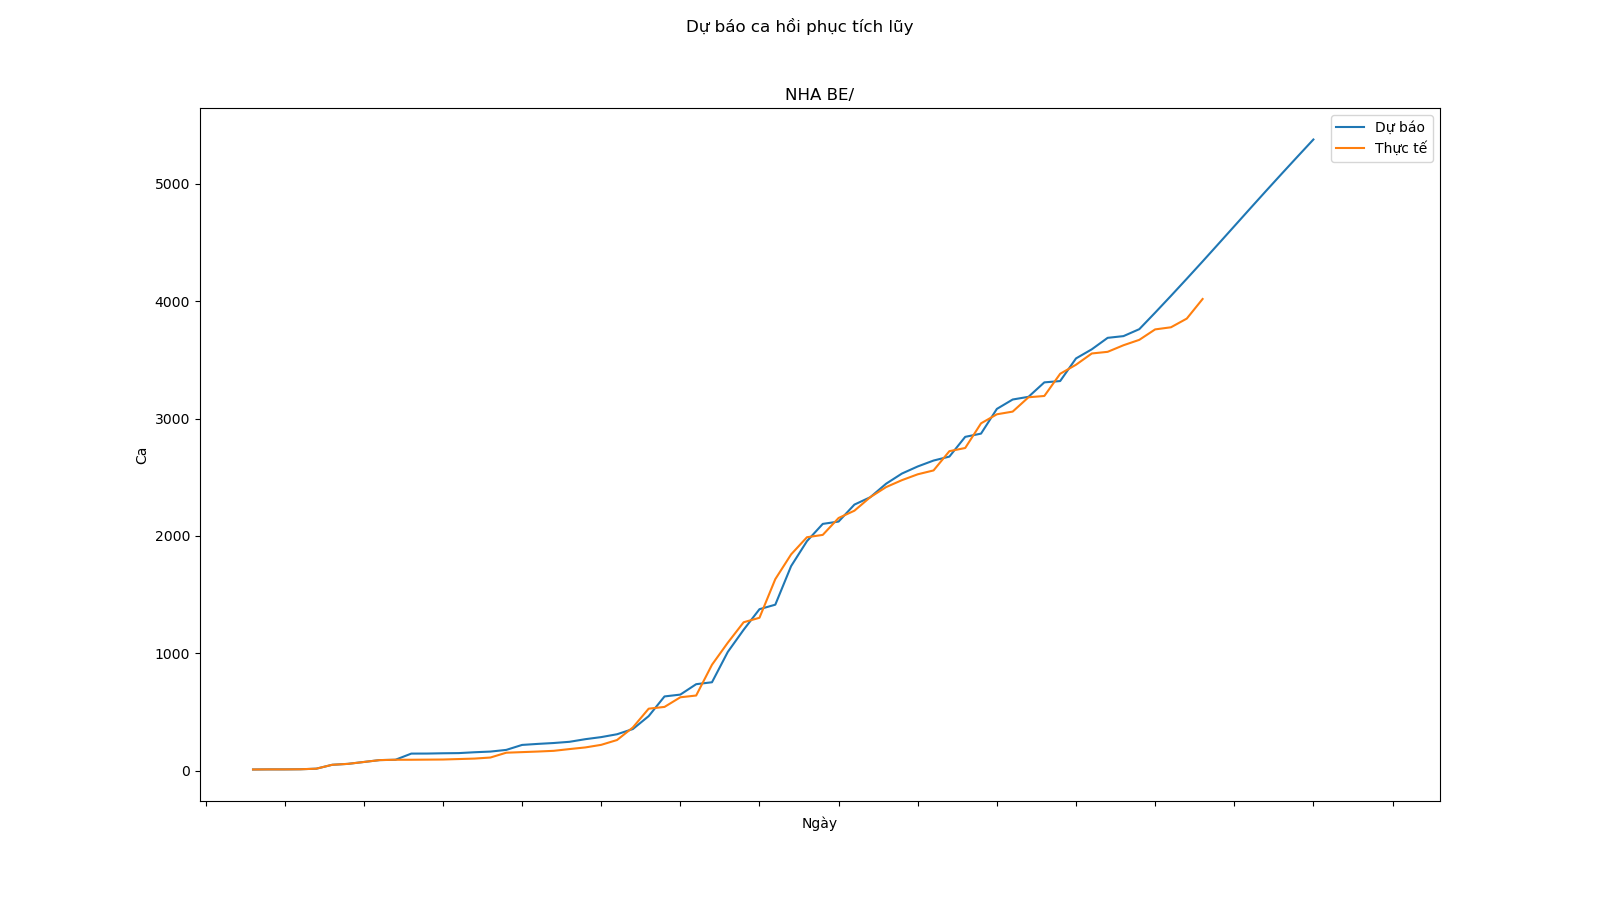 Dự báo ca hồi phục tích lũy
NHA BE/
Dự báo
Thực tế
5000
4000
3000
2000
1000
0
Ca
Ngày